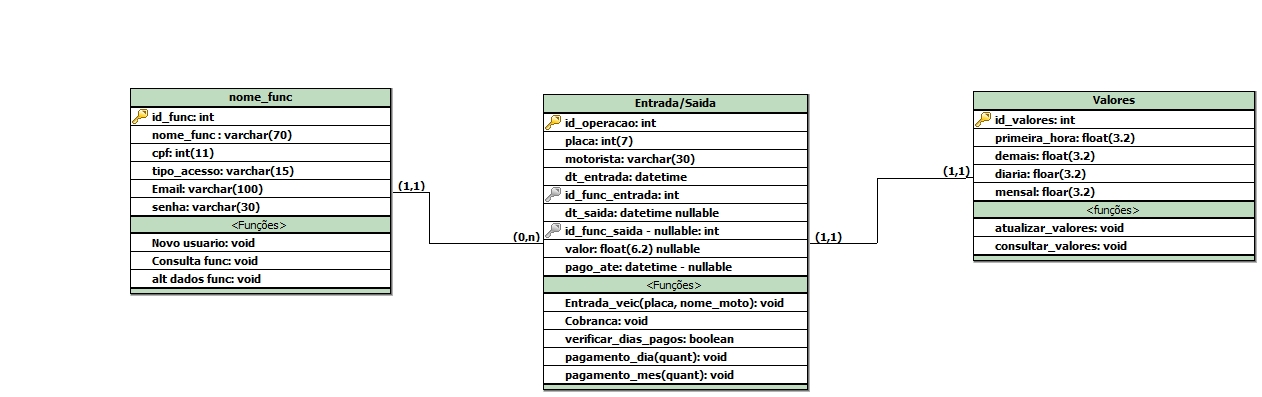 nome_func
id_func: int
nome_func : varchar(70)
cpf: int(11)
tipo_acesso: varchar(15)
Email: varchar(100)
senha: varchar(30)
<Funções>
Novo usuario: void
Consulta func: void
alt dados func: void
(1,1)
(0,n)
Entrada/Saida
id_operacao: int
placa: int(7)
motorista: varchar(30)
dt_entrada: datetime
id_func_entrada: int
dt_saida: datetime nullable
id_func_saida - nullable: int
valor: float(6.2) nullable
pago_ate: datetime - nullable
<Funções>
Entrada_veic(placa, nome_moto): void
Cobranca: void
verificar_dias_pagos: boolean
pagamento_dia(quant): void
pagamento_mes(quant): void
(1,1)
(1,1)
Valores
id_valores: int
primeira_hora: float(3.2)
demais: float(3.2)
diaria: floar(3.2)
mensal: floar(3.2)
<funções>
atualizar_valores: void
consultar_valores: void